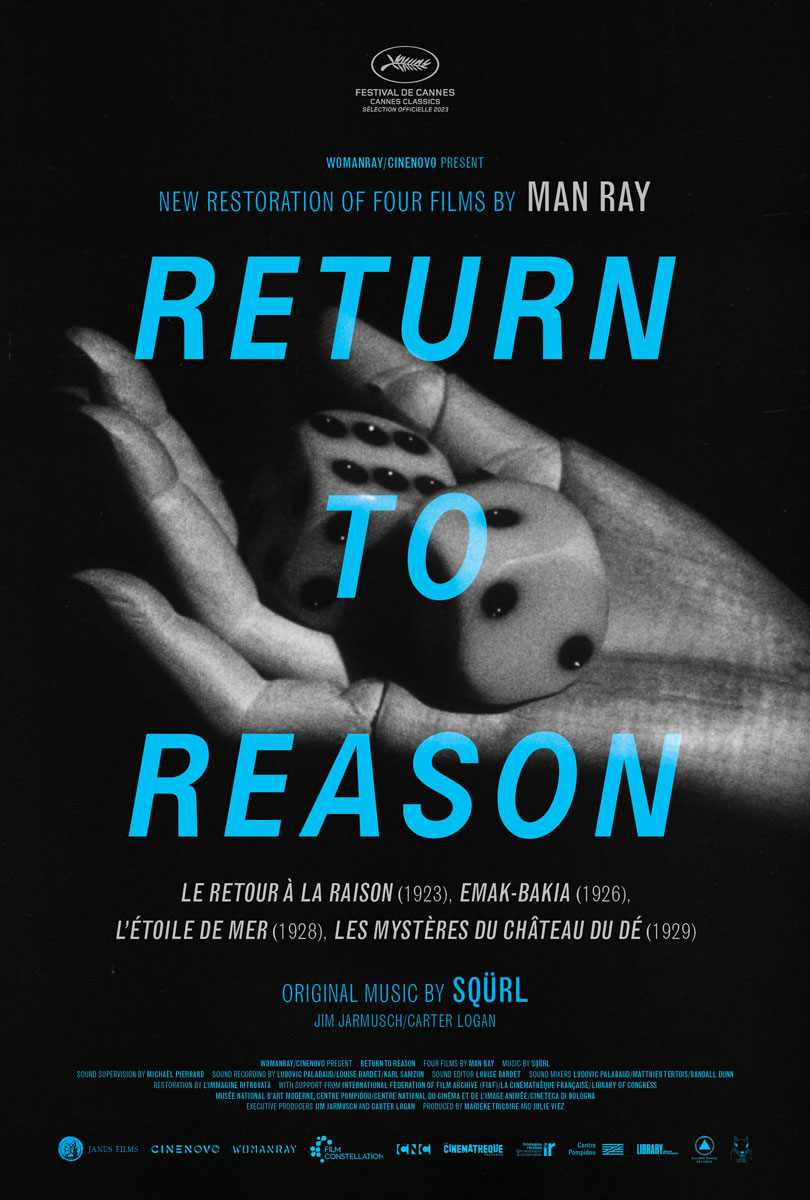 FESTIVAL DE CANNES
CANNES CLASSICS
SÉLECTION OFFICIELLE 2023
WOMANRAY/CINENOVO PRESENT
NEW RESTORATION OF FOUR FILMS BY MAN RAY
RETURN
TO
REASON
LE RETOUR À LA RAISON (1923), EMAK-BAKIA (1926),
L'ÉTOILE DE MER (1928), LES MYSTÈRES DU CHÂTEAU DU DÉ (1929)
ORIGINAL MUSIC BY SQÜRL
JIM JARMUSCH/CARTER LOGAN
WOMANRAY/CINENOVO PRESENT RETURN TO REASON FOUR FILMS BY MAN RAY MUSIC BY SQÜRL
SOUND SUPERVISION BY MICHAEL PIERRARD SOUND RECORDING BY LUDOVIC PALABAUD/LOUISE BARDET/KARL SAMZUN SOUND EDITOR LOUISE BARDET SOUND MIXERS LUDOVIC PALABAUD/MATTHIEU TERTOIS/RANDALL DUNN
RESTORATION BY L'IMMAGINE RITROVATA WITH SUPPORT FROM INTERNATIONAL FEDERATION OF FILM ARCHIVE (FIAF)/LA CINÉMATHÈQUE FRANÇAISE/LIBRARY OF CONGRESS
MUSÉE NATIONAL D'ART MODERNE, CENTRE POMPIDOU/CENTRE NATIONAL DU CINÉMA ET DE L'IMAGE ANIMÉE/CINETECA DI BOLOGNA
EXECUTIVE PRODUCERS JIM JARMUSCH AND CARTER LOGAN PRODUCED BY MARIEKE TRICOIRE AND JULIE VIEZ
JANUS FILMS CINENOVO WOMANRAY FILM CONSTELLATION CNC CINEMATHEQUE FRANÇAISE ir Centre Pompidou LIBRARY SACRED BONES RECORDS